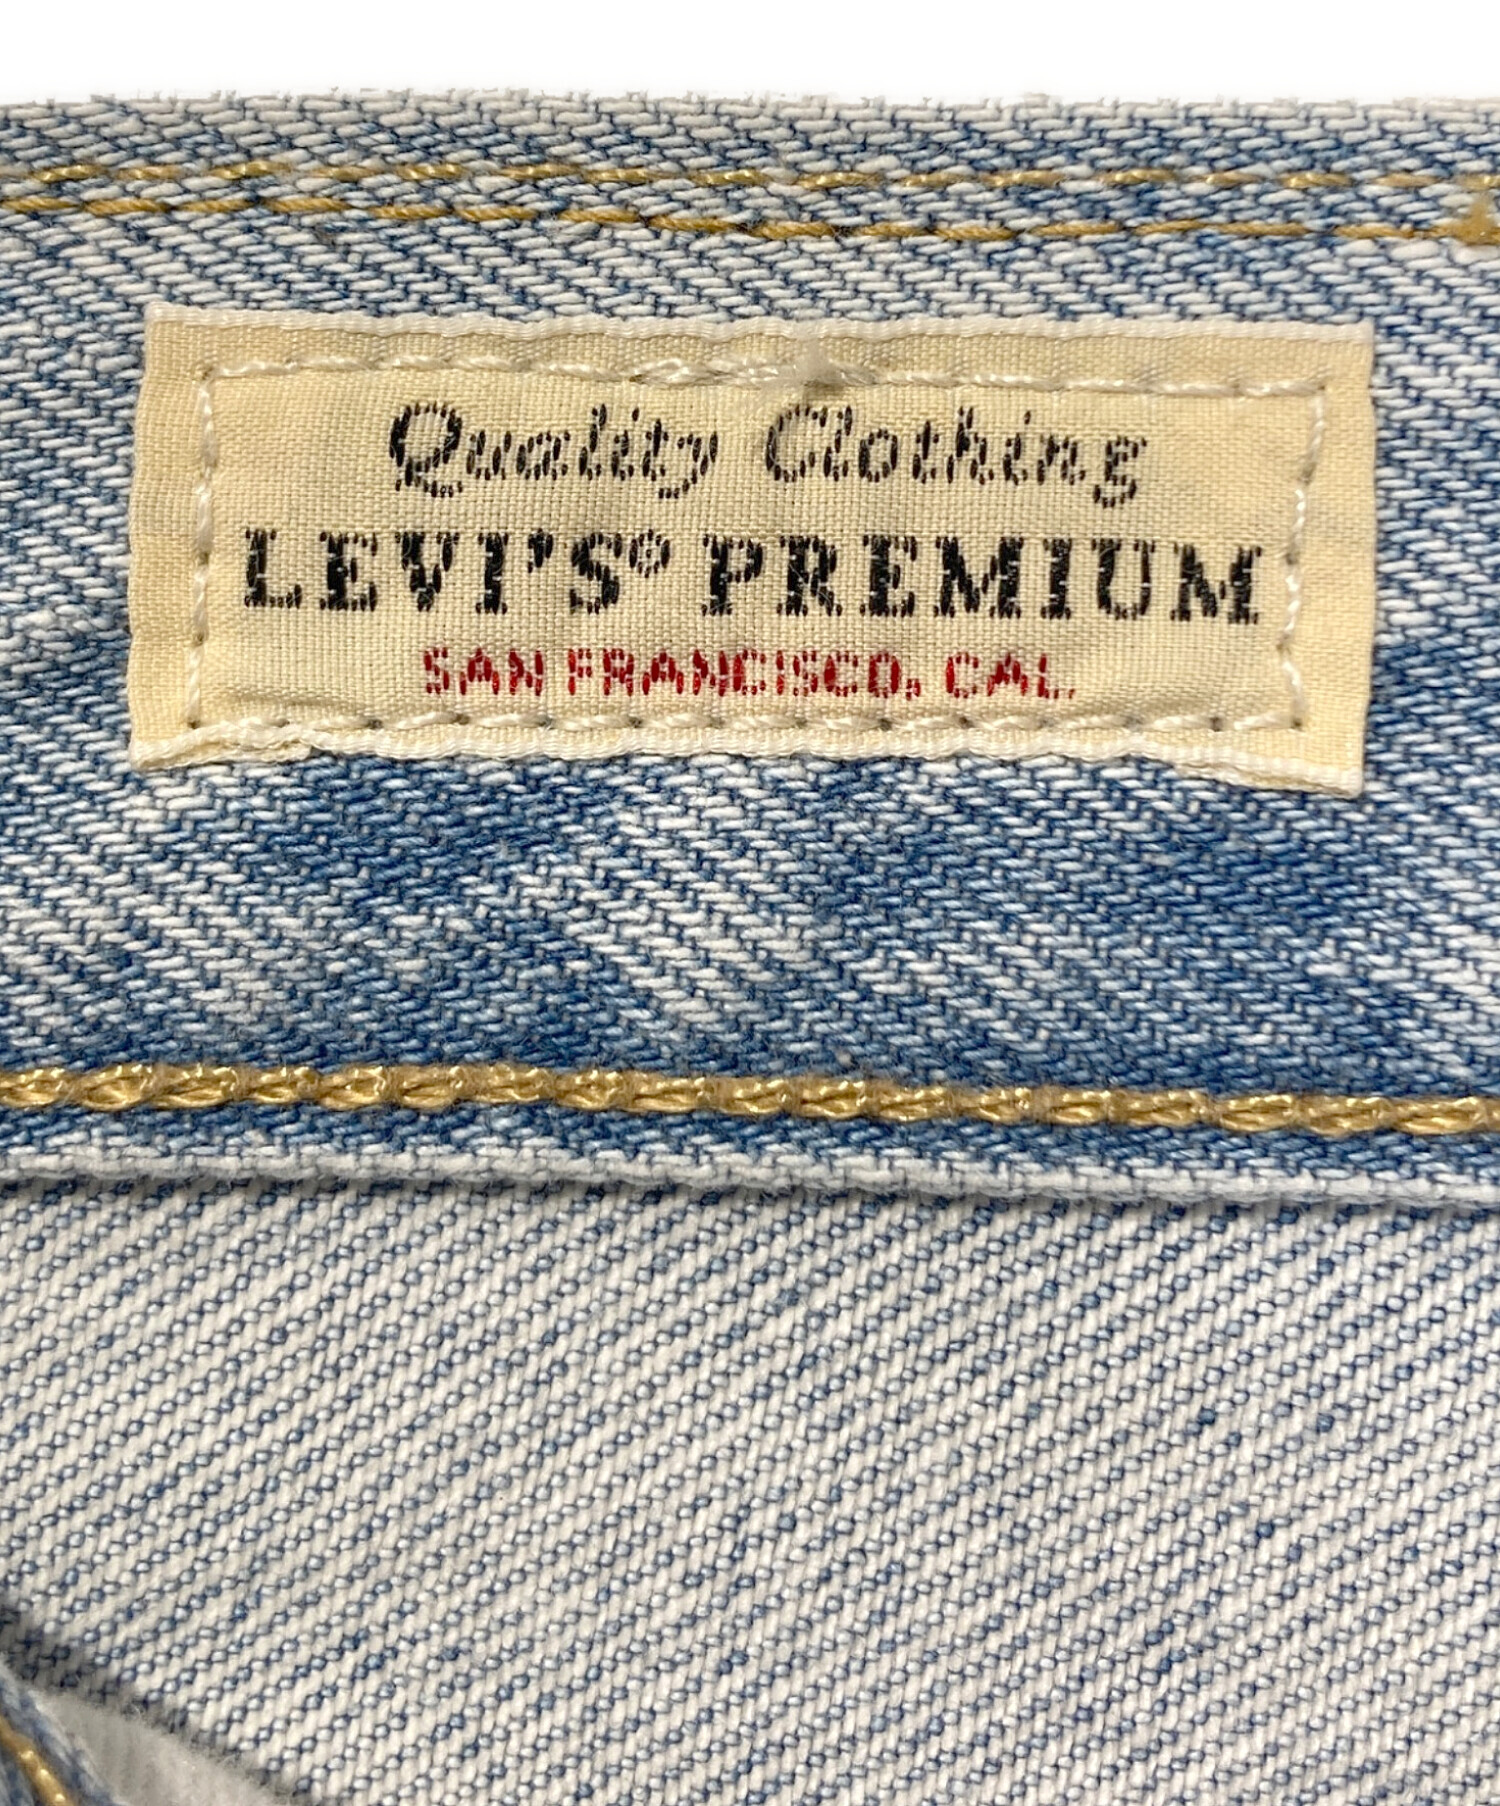 Quality Clothing
LEVI'S® PREMIUM
SAN FRANCISCO, CAL.